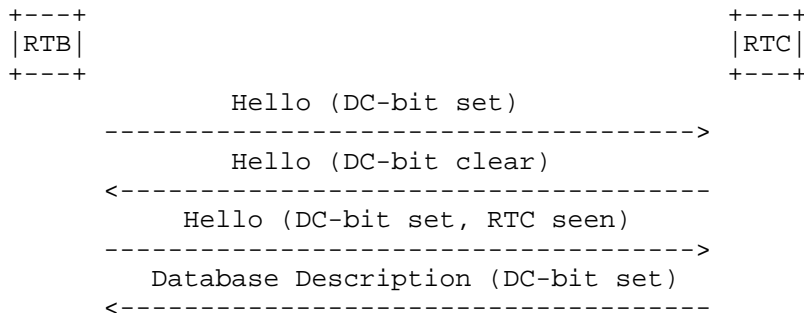 +---+                                        +---+
|RTB|                                        |RTC|
+---+                                        +---+
              Hello (DC-bit set)
      ------------------------------------->
              Hello (DC-bit clear)
      <-------------------------------------
           Hello (DC-bit set, RTC seen)
      ------------------------------------->
         Database Description (DC-bit set)
      <-------------------------------------